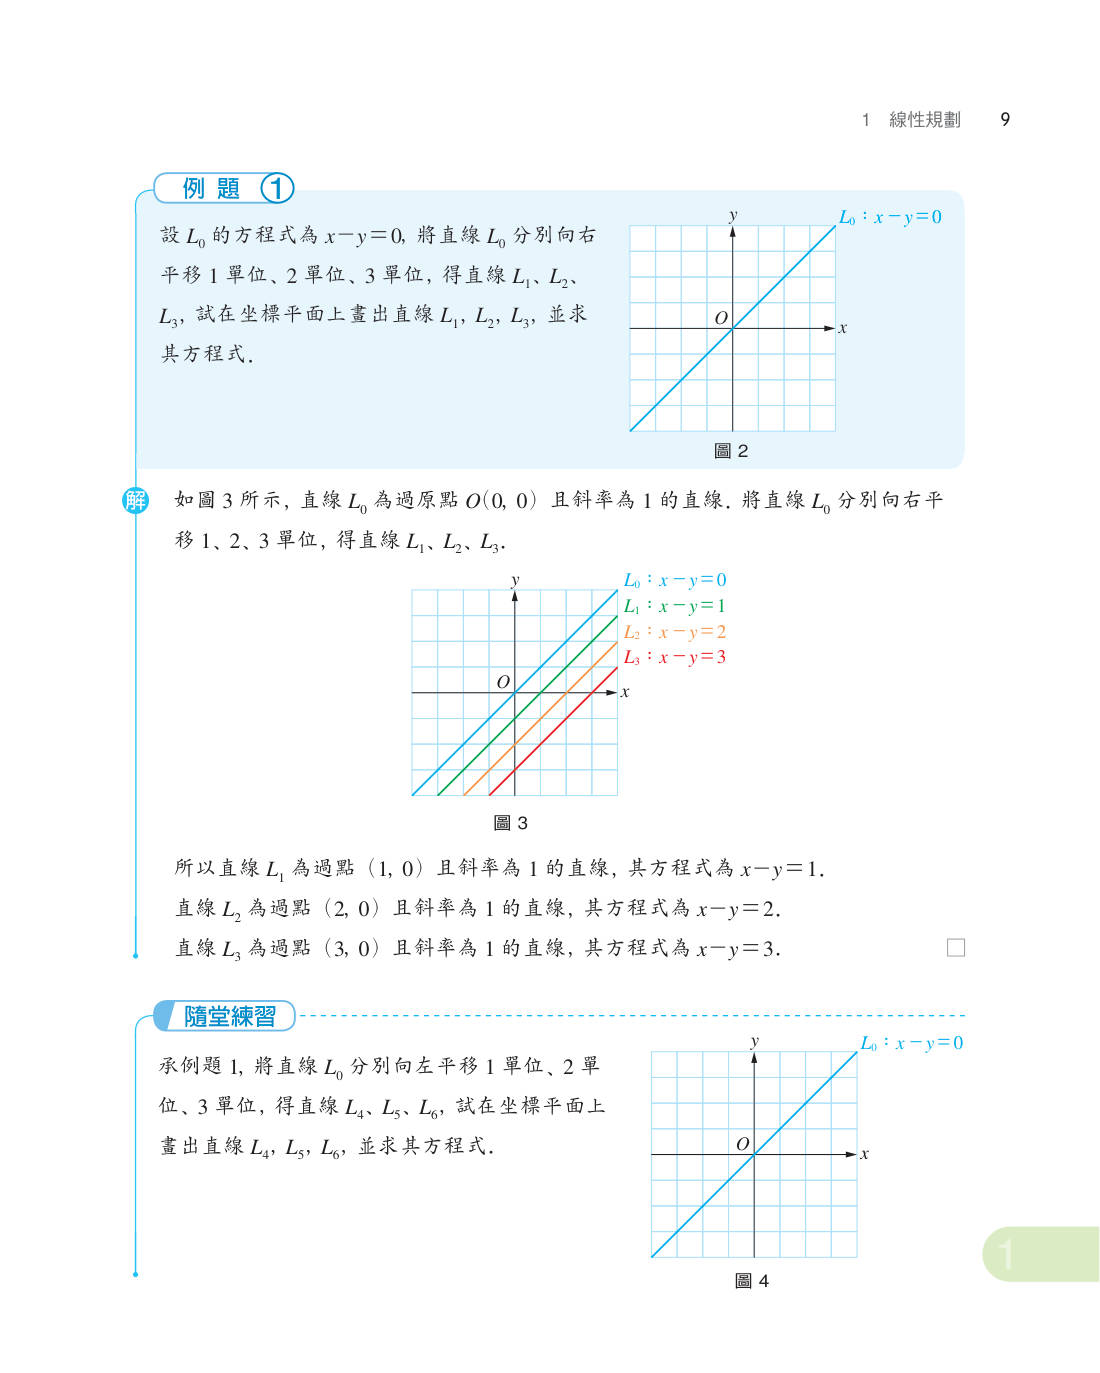 1 線性規劃 9
例題 1
設 L₀ 的方程式為 x－y＝0, 將直線 L₀ 分別向右
平移 1 單位、2 單位、3 單位, 得直線 L₁、L₂、
L₃, 試在坐標平面上畫出直線 L₁, L₂, L₃, 並求
其方程式.
y
L₀：x－y＝0
O
x
圖 2
解
如圖 3 所示, 直線 L₀ 為過原點 O(0, 0) 且斜率為 1 的直線. 將直線 L₀ 分別向右平
移 1、2、3 單位, 得直線 L₁、L₂、L₃.
y
L₀：x－y＝0
L₁：x－y＝1
L₂：x－y＝2
L₃：x－y＝3
O
x
圖 3
所以直線 L₁ 為過點 (1, 0) 且斜率為 1 的直線, 其方程式為 x－y＝1.
直線 L₂ 為過點 (2, 0) 且斜率為 1 的直線, 其方程式為 x－y＝2.
直線 L₃ 為過點 (3, 0) 且斜率為 1 的直線, 其方程式為 x－y＝3.
隨堂練習
承例題 1, 將直線 L₀ 分別向左平移 1 單位、2 單
位、3 單位, 得直線 L₄、L₅、L₆, 試在坐標平面上
畫出直線 L₄, L₅, L₆, 並求其方程式.
y
L₀：x－y＝0
O
x
圖 4
1